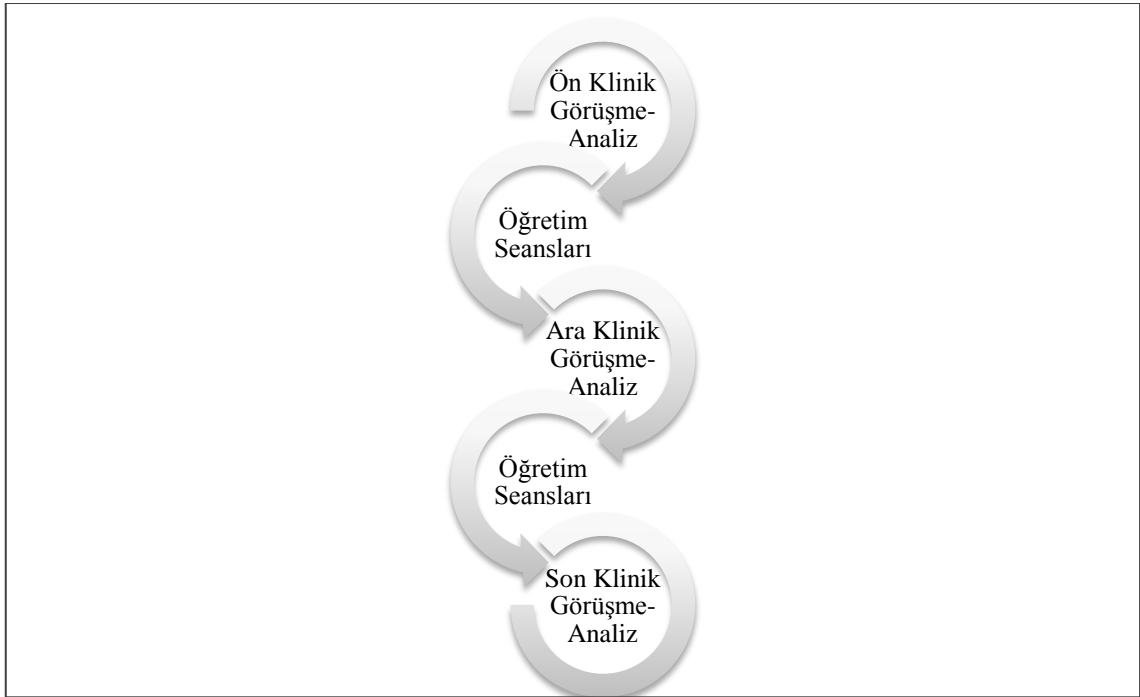 Ön Klinik
Görüşme-
Analiz
Öğretim
Seansları
Ara Klinik
Görüşme-
Analiz
Öğretim
Seansları
Son Klinik
Görüşme-
Analiz